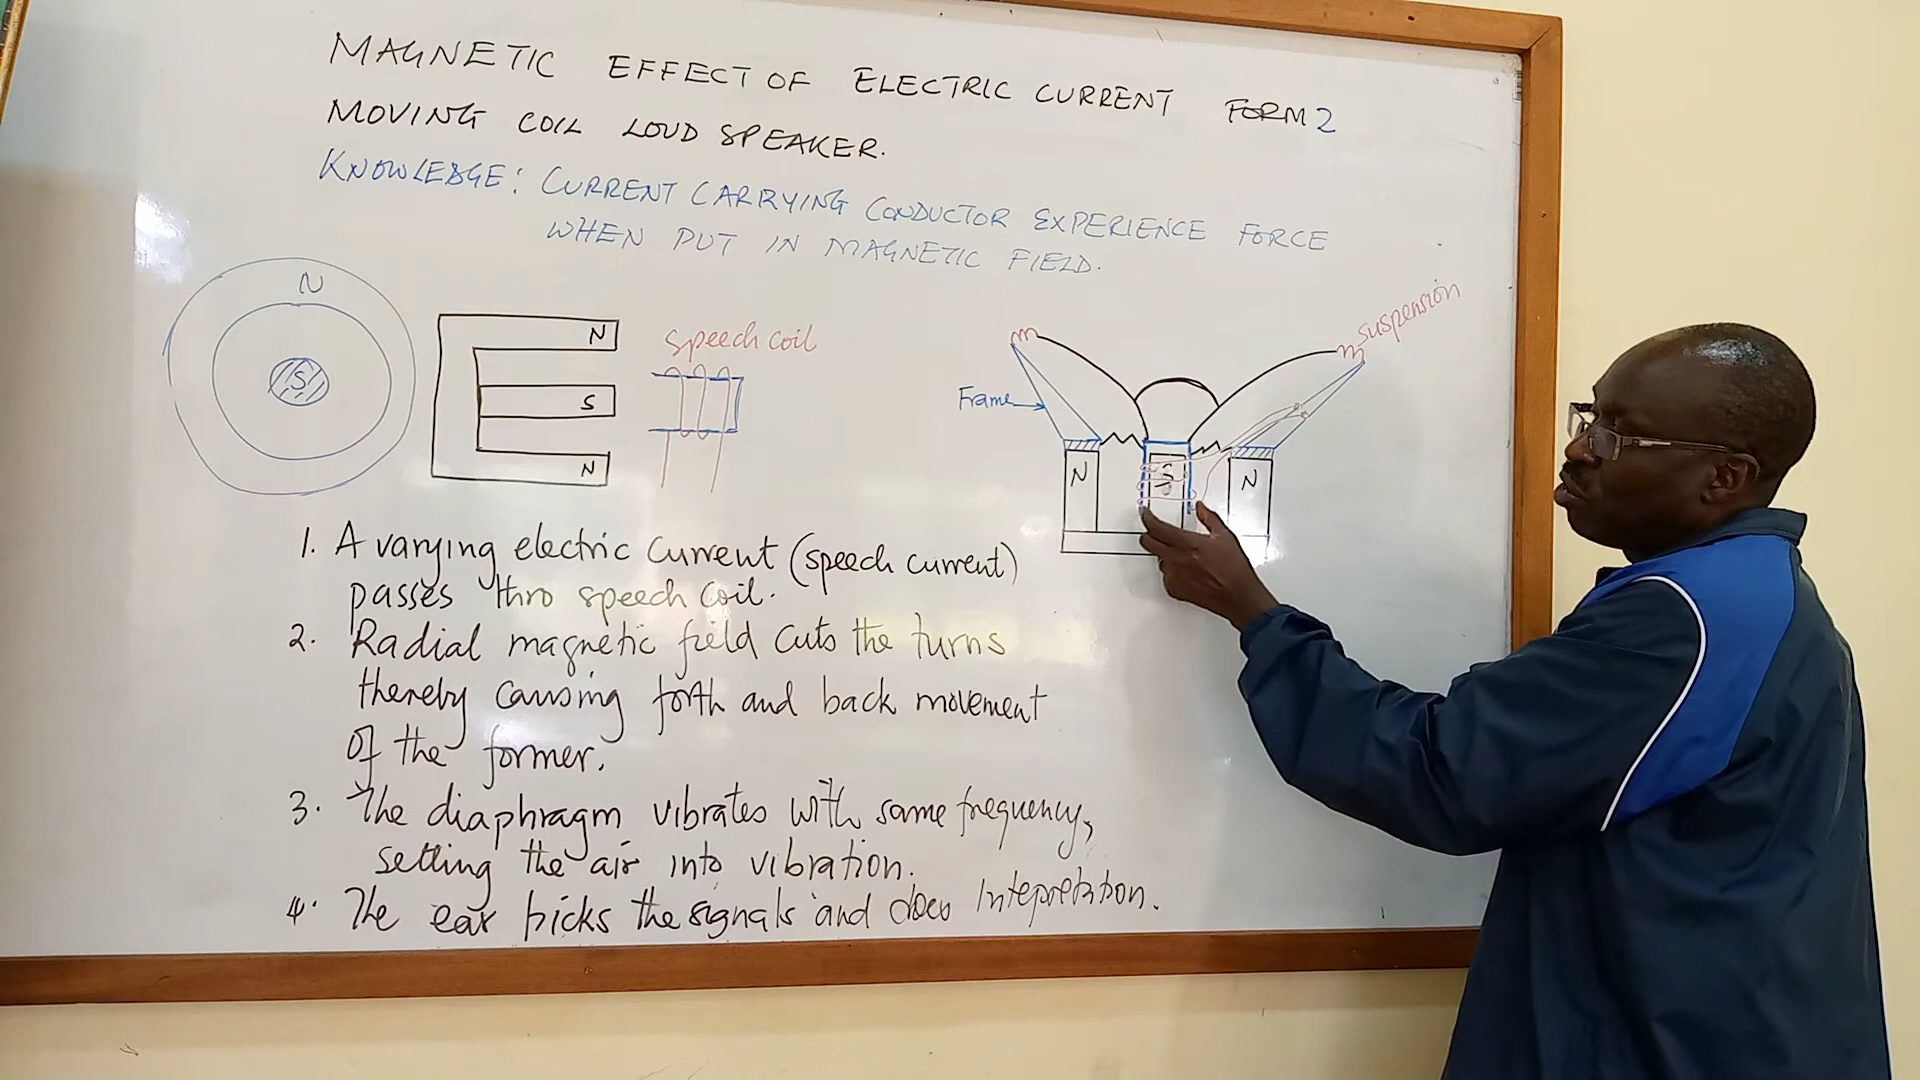 MAGNETIC EFFECT OF ELECTRIC CURRENT FORM 2
MOVING COIL LOUD SPEAKER.
KNOWLEDGE: CURRENT CARRYING CONDUCTOR EXPERIENCE FORCE
WHEN PUT IN MAGNETIC FIELD.
N
S
N
S
N
speech coil
suspension
Frame
N
S
N
1. A varying electric current (speech current)
passes thro speech coil.
2. Radial magnetic field cuts the turns
thereby causing forth and back movement
of the former.
3. The diaphragm vibrates with same frequency,
setting the air into vibration.
4. The ear picks the signals and does Intepretation.